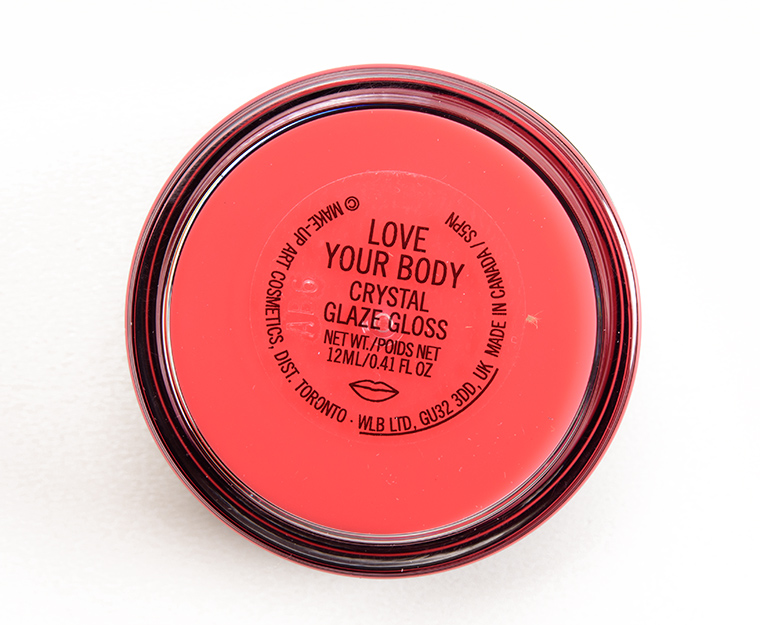 LOVE
YOUR BODY
CRYSTAL
GLAZE GLOSS
NET WT./POIDS NET
12ML/0.41 FL OZ
© MAKE-UP ART COSMETICS, DIST. TORONTO · WLB LTD, GU32 3DD, UK MADE IN CANADA / S5PN